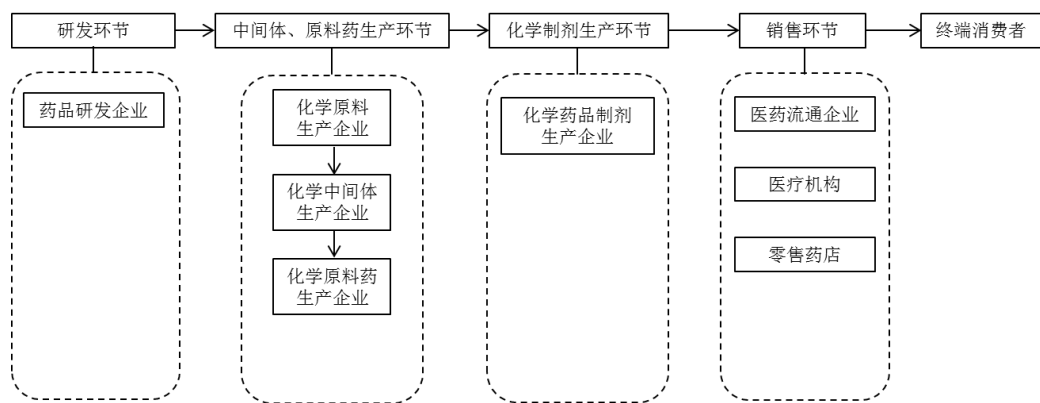 研发环节
中间体、原料药生产环节
化学制剂生产环节
销售环节
终端消费者
药品研发企业
化学原料
生产企业
化学中间体
生产企业
化学原料药
生产企业
化学药品制剂
生产企业
医药流通企业
医疗机构
零售药店